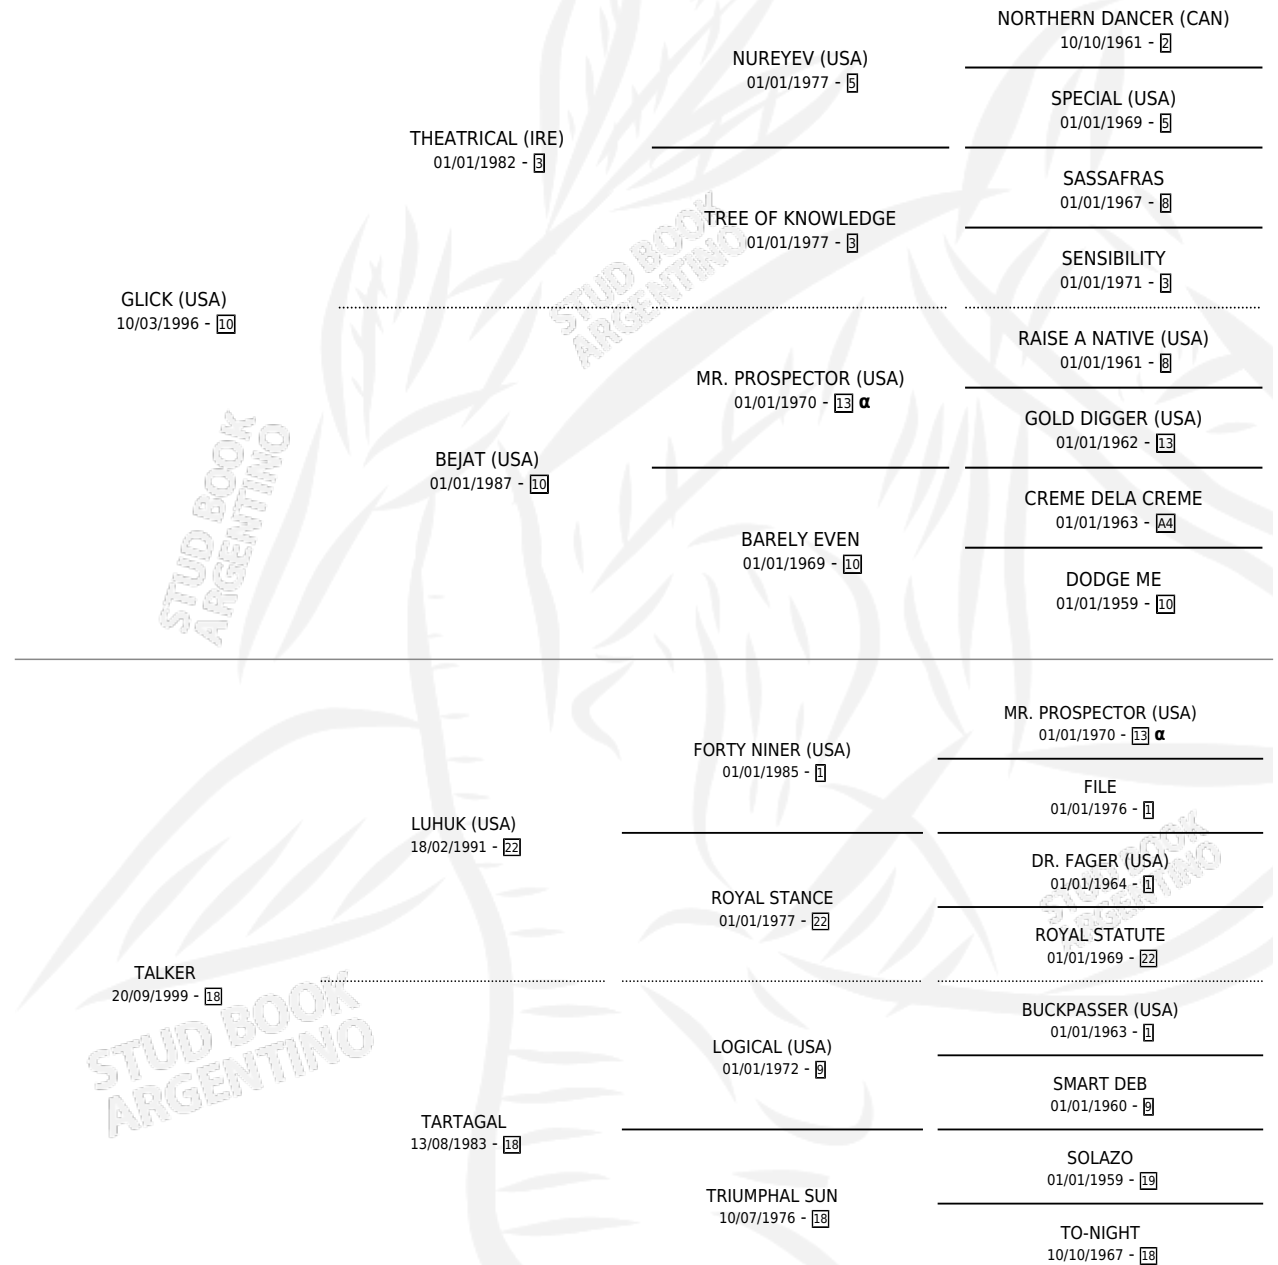 NORTHERN DANCER (CAN)
10/10/1961 - 2
NUREYEV (USA)
01/01/1977 - 5
SPECIAL (USA)
01/01/1969 - 5
THEATRICAL (IRE)
01/01/1982 - 3
SASSAFRAS
01/01/1967 - 8
TREE OF KNOWLEDGE
01/01/1977 - 3
SENSIBILITY
01/01/1971 - 3
STUD BOOK
ARGENTINO
GLICK (USA)
10/03/1996 - 10
RAISE A NATIVE (USA)
01/01/1961 - 8
MR. PROSPECTOR (USA)
01/01/1970 - 13 α
GOLD DIGGER (USA)
01/01/1962 - 13
BEJAT (USA)
01/01/1987 - 10
CREME DELA CREME
01/01/1963 - A4
BARELY EVEN
01/01/1969 - 10
DODGE ME
01/01/1959 - 10
STUD BOOK
ARGENTINO
MR. PROSPECTOR (USA)
01/01/1970 - 13 α
FORTY NINER (USA)
01/01/1985 - 1
FILE
01/01/1976 - 1
LUHUK (USA)
18/02/1991 - 22
DR. FAGER (USA)
01/01/1964 - 1
ROYAL STANCE
01/01/1977 - 22
ROYAL STATUTE
01/01/1969 - 22
STUD BOOK
ARGENTINO
TALKER
20/09/1999 - 18
STUD BOOK
ARGENTINO
BUCKPASSER (USA)
01/01/1963 - 1
LOGICAL (USA)
01/01/1972 - 9
SMART DEB
01/01/1960 - 9
TARTAGAL
13/08/1983 - 18
SOLAZO
01/01/1959 - 19
TRIUMPHAL SUN
10/07/1976 - 18
TO-NIGHT
10/10/1967 - 18